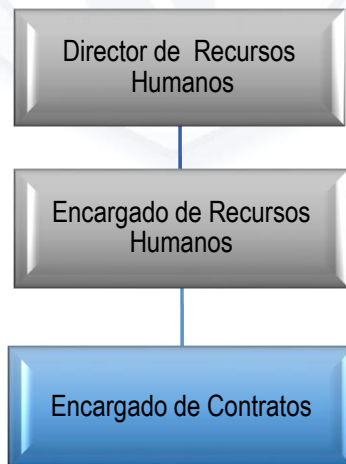 Director de Recursos
Humanos
Encargado de Recursos
Humanos
Encargado de Contratos